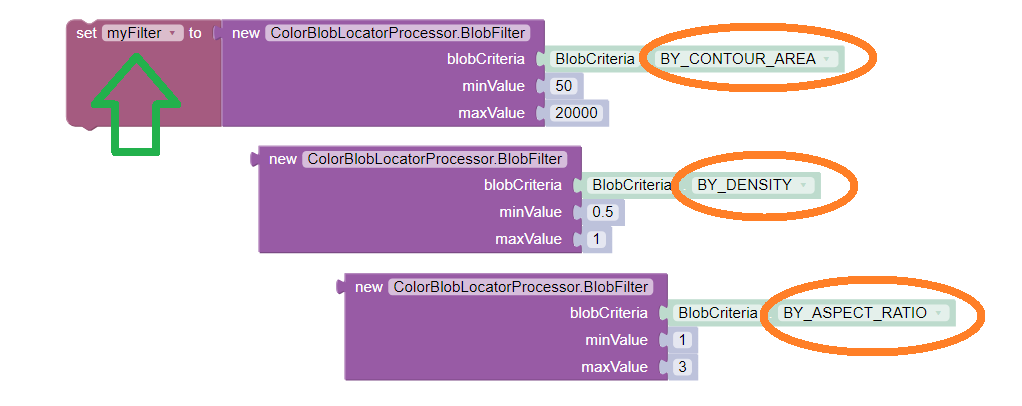 set myFilter to new ColorBlobLocatorProcessor.BlobFilter
blobCriteria BlobCriteria BY_CONTOUR_AREA
minValue 50
maxValue 20000
new ColorBlobLocatorProcessor.BlobFilter
blobCriteria BlobCriteria BY_DENSITY
minValue 0.5
maxValue 1
new ColorBlobLocatorProcessor.BlobFilter
blobCriteria BlobCriteria BY_ASPECT_RATIO
minValue 1
maxValue 3